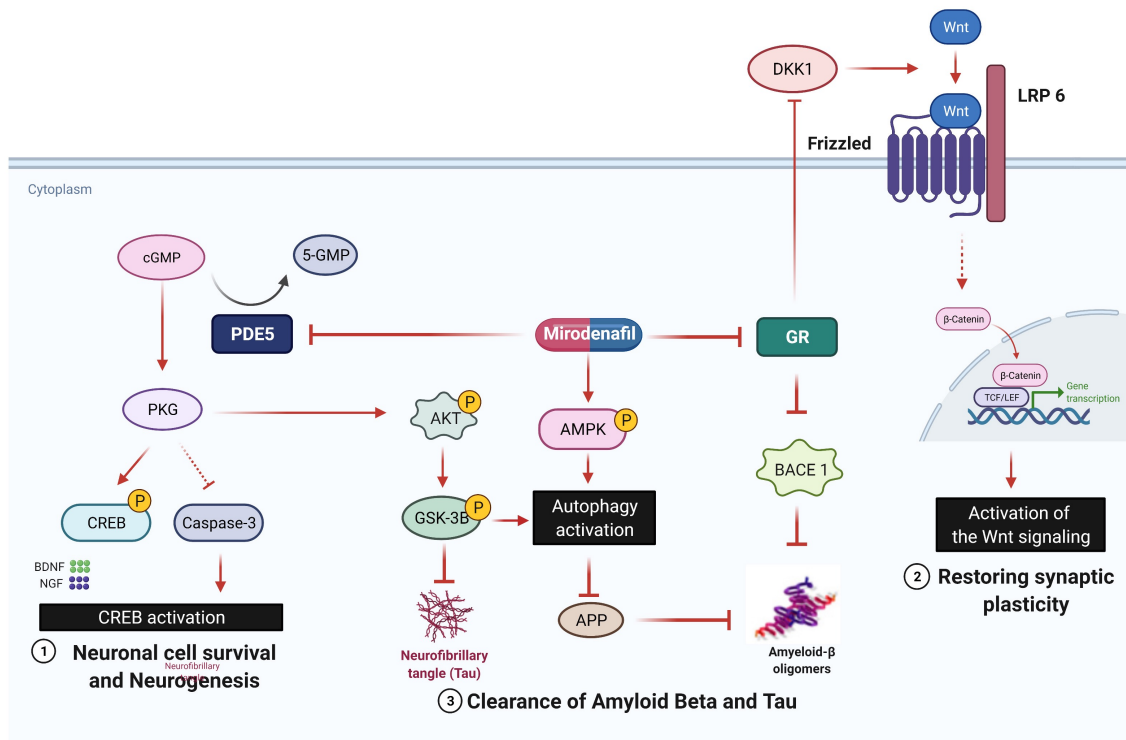 Wnt
DKK1
Wnt
LRP 6
Frizzled
Cytoplasm
cGMP
5-GMP
PDE5
Mirodenafil
GR
β-Catenin
β-Catenin
TCF/LEF
Gene
transcription
PKG
AKT
P
AMPK
P
BACE 1
CREB
P
Caspase-3
GSK-3B
P
Autophagy
activation
Activation of
the Wnt signaling
BDNF
NGF
CREB activation
APP
2 Restoring synaptic
plasticity
1 Neuronal cell survival
and Neurogenesis
Neurofibrillary
tangle
Neurofibrillary
tangle (Tau)
Amyeloid-β
oligomers
3 Clearance of Amyloid Beta and Tau